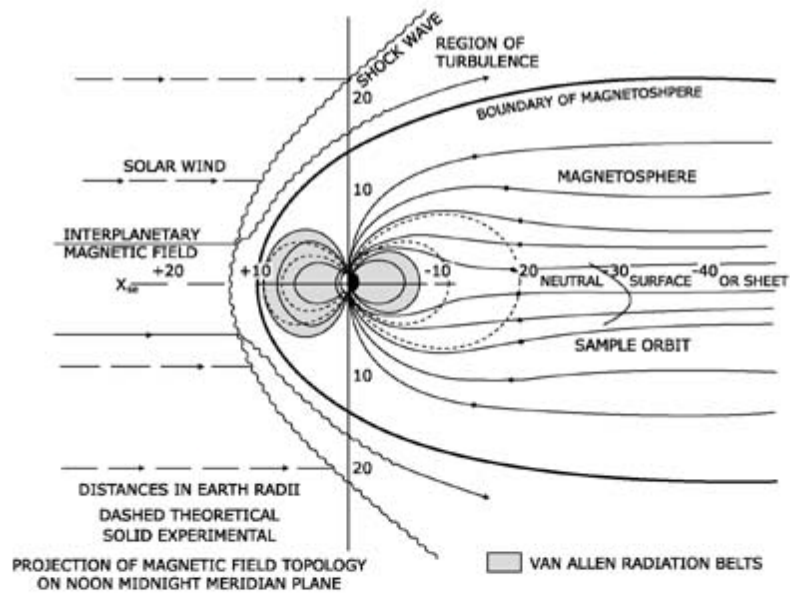 SHOCK WAVE
REGION OF
TURBULENCE
20
BOUNDARY OF MAGNETOSHPERE
SOLAR WIND
10
MAGNETOSPHERE
INTERPLANETARY
MAGNETIC FIELD
Xse +20 +10 -10 20 -30 -40
NEUTRAL SURFACE OR SHEET
SAMPLE ORBIT
10
20
DISTANCES IN EARTH RADII
DASHED THEORETICAL
SOLID EXPERIMENTAL
PROJECTION OF MAGNETIC FIELD TOPOLOGY
ON NOON MIDNIGHT MERIDIAN PLANE
VAN ALLEN RADIATION BELTS